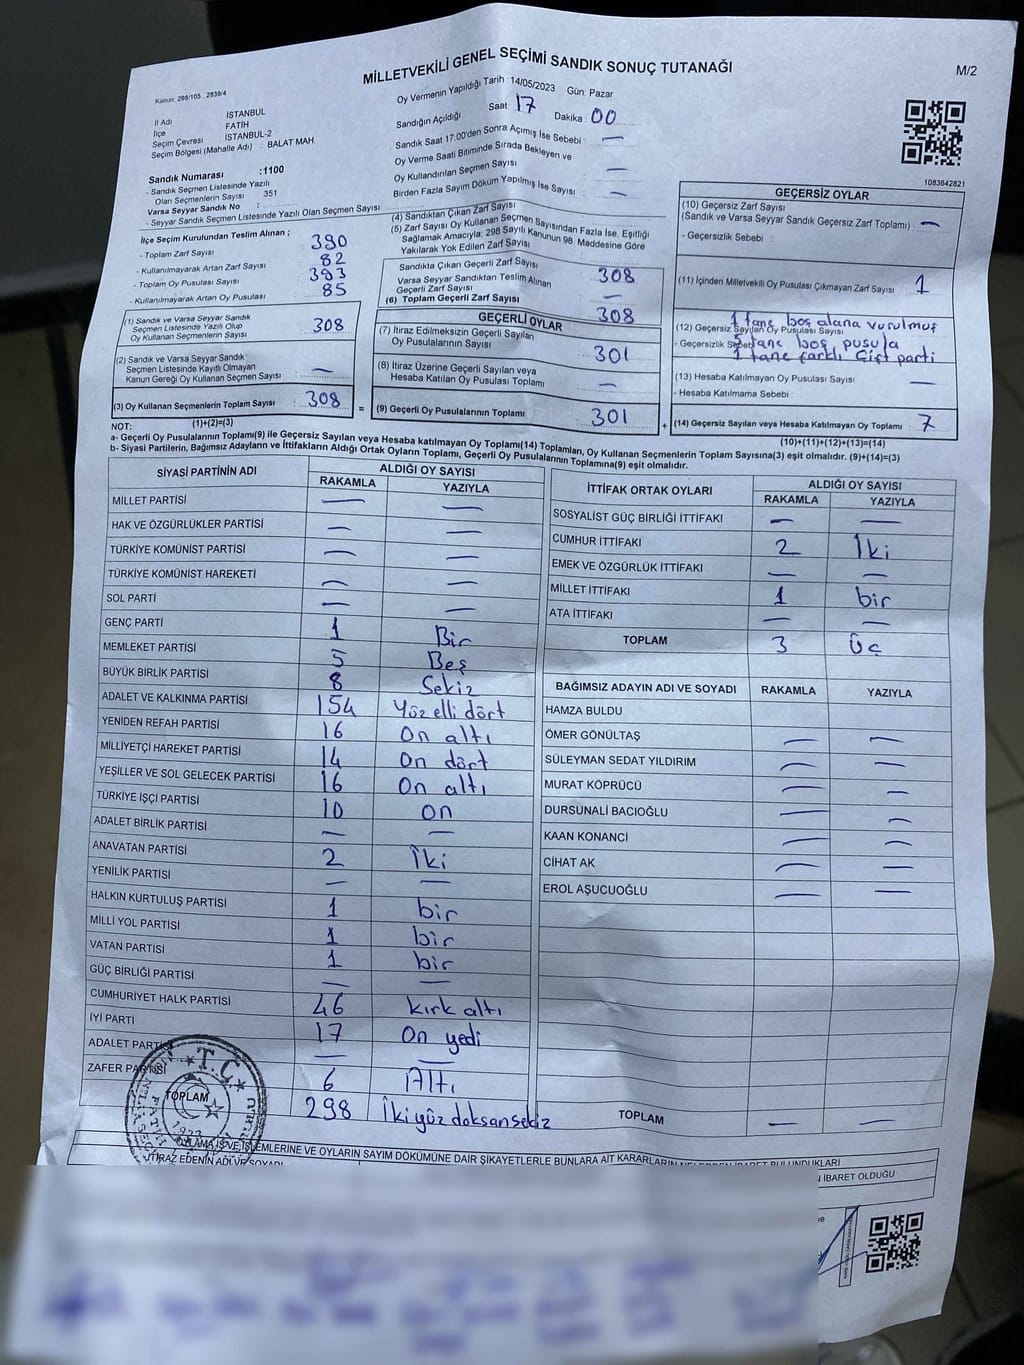 MİLLETVEKİLİ GENEL SEÇİMİ SANDIK SONUÇ TUTANAĞI
M/2
Kanun: 298/105 . 2839/4
İl Adı İSTANBUL
İlçe FATİH
Seçim Çevresi İSTANBUL-2
Seçim Bölgesi (Mahalle Adı) : BALAT MAH
Sandık Numarası :1100
- Sandık Seçmen Listesinde Yazılı
Olan Seçmenlerin Sayısı 351
Varsa Seyyar Sandık No :
- Seyyar Sandık Seçmen Listesinde Yazılı Olan Seçmen Sayısı:
Oy Vermenin Yapıldığı Tarih :14/05/2023 Gün: Pazar
Sandığın Açıldığı Saat 17 Dakika : 00
Sandık Saat 17.00'den Sonra Açımış İse Sebebi : —
Oy Verme Saati Bitiminde Sırada Bekleyen ve
Oy Kullandırılan Seçmen Sayısı : —
Birden Fazla Sayım Döküm Yapılmış İse Sayısı : —
1083642821
İlçe Seçim Kurulundan Teslim Alınan ;
- Toplam Zarf Sayısı : 390
- Kullanılmayarak Artan Zarf Sayısı : 82
- Toplam Oy Pusulası Sayısı : 393
- Kullanılmayarak Artan Oy Pusulası : 85
(1) Sandık ve Varsa Seyyar Sandık
Seçmen Listesinde Yazılı Olup
Oy Kullanan Seçmenlerin Sayısı : 308
(2) Sandık ve Varsa Seyyar Sandık
Seçmen Listesinde Kayıtlı Olmayan
Kanun Gereği Oy Kullanan Seçmen Sayısı : —
(3) Oy Kullanan Seçmenlerin Toplam Sayısı : 308
(1)+(2)=(3)
(4) Sandıktan Çıkan Zarf Sayısı
(5) Zarf Sayısı Oy Kullanan Seçmen Sayısından Fazla İse, Eşitliği
Sağlamak Amacıyla; 298 Sayılı Kanunun 98. Maddesine Göre
Yakılarak Yok Edilen Zarf Sayısı
Sandıkta Çıkan Geçerli Zarf Sayısı : 308
Varsa Seyyar Sandıktan Teslim Alınan
Geçerli Zarf Sayısı : —
(6) Toplam Geçerli Zarf Sayısı 308
GEÇERLİ OYLAR
(7) İtiraz Edilmeksizin Geçerli Sayılan
Oy Pusulalarının Sayısı : 301
(8) İtiraz Üzerine Geçerli Sayılan veya
Hesaba Katılan Oy Pusulası Toplamı : —
= (9) Geçerli Oy Pusulalarının Toplamı : 301
GEÇERSİZ OYLAR
(10) Geçersiz Zarf Sayısı
(Sandık ve Varsa Seyyar Sandık Geçersiz Zarf Toplamı) : —
- Geçersizlik Sebebi :
(11) İçinden Milletvekili Oy Pusulası Çıkmayan Zarf Sayısı : 1
1 tane boş alana vurulmuş
(12) Geçersiz Sayılan Oy Pusulası Sayısı
5 tane boş pusula
- Geçersizlik Sebebi
1 tane farklı Çift parti
(13) Hesaba Katılmayan Oy Pusulası Sayısı : —
- Hesaba Katılmama Sebebi :
+ (14) Geçersiz Sayılan veya Hesaba Katılmayan Oy Toplamı : 7
(10)+(11)+(12)+(13)=(14)
NOT:
a- Geçerli Oy Pusulalarının Toplamı(9) ile Geçersiz Sayılan veya Hesaba katılmayan Oy Toplamı(14) Toplamları, Oy Kullanan Seçmenlerin Toplam Sayısına(3) eşit olmalıdır. (9)+(14)=(3)
b- Siyasi Partilerin, Bağımsız Adayların ve İttifakların Aldığı Ortak Oyların Toplamı, Geçerli Oy Pusulalarının Toplamına(9) eşit olmalıdır.
SİYASİ PARTİNİN ADI ALDIĞI OY SAYISI
RAKAMLA YAZIYLA
MİLLET PARTİSİ — —
HAK VE ÖZGÜRLÜKLER PARTİSİ — —
TÜRKİYE KOMÜNİST PARTİSİ — —
TÜRKİYE KOMÜNİST HAREKETİ — —
SOL PARTİ — —
GENÇ PARTİ 1 Bir
MEMLEKET PARTİSİ 5 Beş
BÜYÜK BİRLİK PARTİSİ 8 Sekiz
ADALET VE KALKINMA PARTİSİ 154 Yüz elli dört
YENİDEN REFAH PARTİSİ 16 On altı
MİLLİYETÇİ HAREKET PARTİSİ 14 On dört
YEŞİLLER VE SOL GELECEK PARTİSİ 16 On altı
TÜRKİYE İŞÇİ PARTİSİ 10 On
ADALET BİRLİK PARTİSİ — —
ANAVATAN PARTİSİ 2 İki
YENİLİK PARTİSİ — —
HALKIN KURTULUŞ PARTİSİ 1 bir
MİLLİ YOL PARTİSİ 1 bir
VATAN PARTİSİ 1 bir
GÜÇ BİRLİĞİ PARTİSİ — —
CUMHURİYET HALK PARTİSİ 46 kırk altı
İYİ PARTİ 17 On yedi
ADALET PARTİSİ — —
ZAFER PARTİSİ 6 Altı
TOPLAM 298 İki yüz doksan sekiz
İTTİFAK ORTAK OYLARI ALDIĞI OY SAYISI
RAKAMLA YAZIYLA
SOSYALİST GÜÇ BİRLİĞİ İTTİFAKI — —
CUMHUR İTTİFAKI 2 İki
EMEK VE ÖZGÜRLÜK İTTİFAKI — —
MİLLET İTTİFAKI 1 bir
ATA İTTİFAKI — —
TOPLAM 3 Üç
BAĞIMSIZ ADAYIN ADI VE SOYADI RAKAMLA YAZIYLA
HAMZA BULDU
ÖMER GÖNÜLTAŞ — —
SÜLEYMAN SEDAT YILDIRIM — —
MURAT KÖPRÜCÜ — —
DURSUNALİ BACIOĞLU — —
KAAN KONANCİ — —
CİHAT AK — —
EROL AŞUCUOĞLU — —
TOPLAM — —
T.C.
FATİH
OYLAMA İŞ VE İŞLEMLERİNE VE OYLARIN SAYIM DÖKÜMÜNE DAİR ŞİKAYETLERLE BUNLARA AİT KARARLARIN NELERDEN İBARET BULUNDUKLARI
İTİRAZ EDENİN ADI VE SOYADI
İBARET OLDUĞU